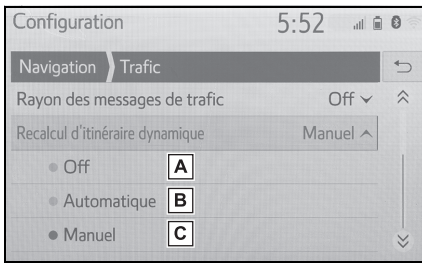 Configuration 5:52
Navigation Trafic
Rayon des messages de trafic Off
Recalcul d'itinéraire dynamique Manuel
Off A
Automatique B
Manuel C